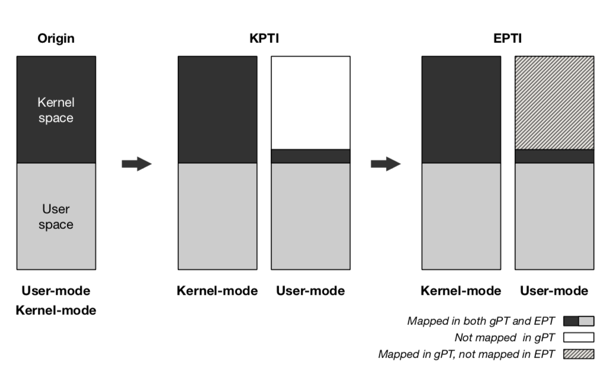 Origin
KPTI
EPTI
Kernel
space
User
space
User-mode
Kernel-mode
Kernel-mode
User-mode
Kernel-mode
User-mode
Mapped in both gPT and EPT
Not mapped in gPT
Mapped in gPT, not mapped in EPT